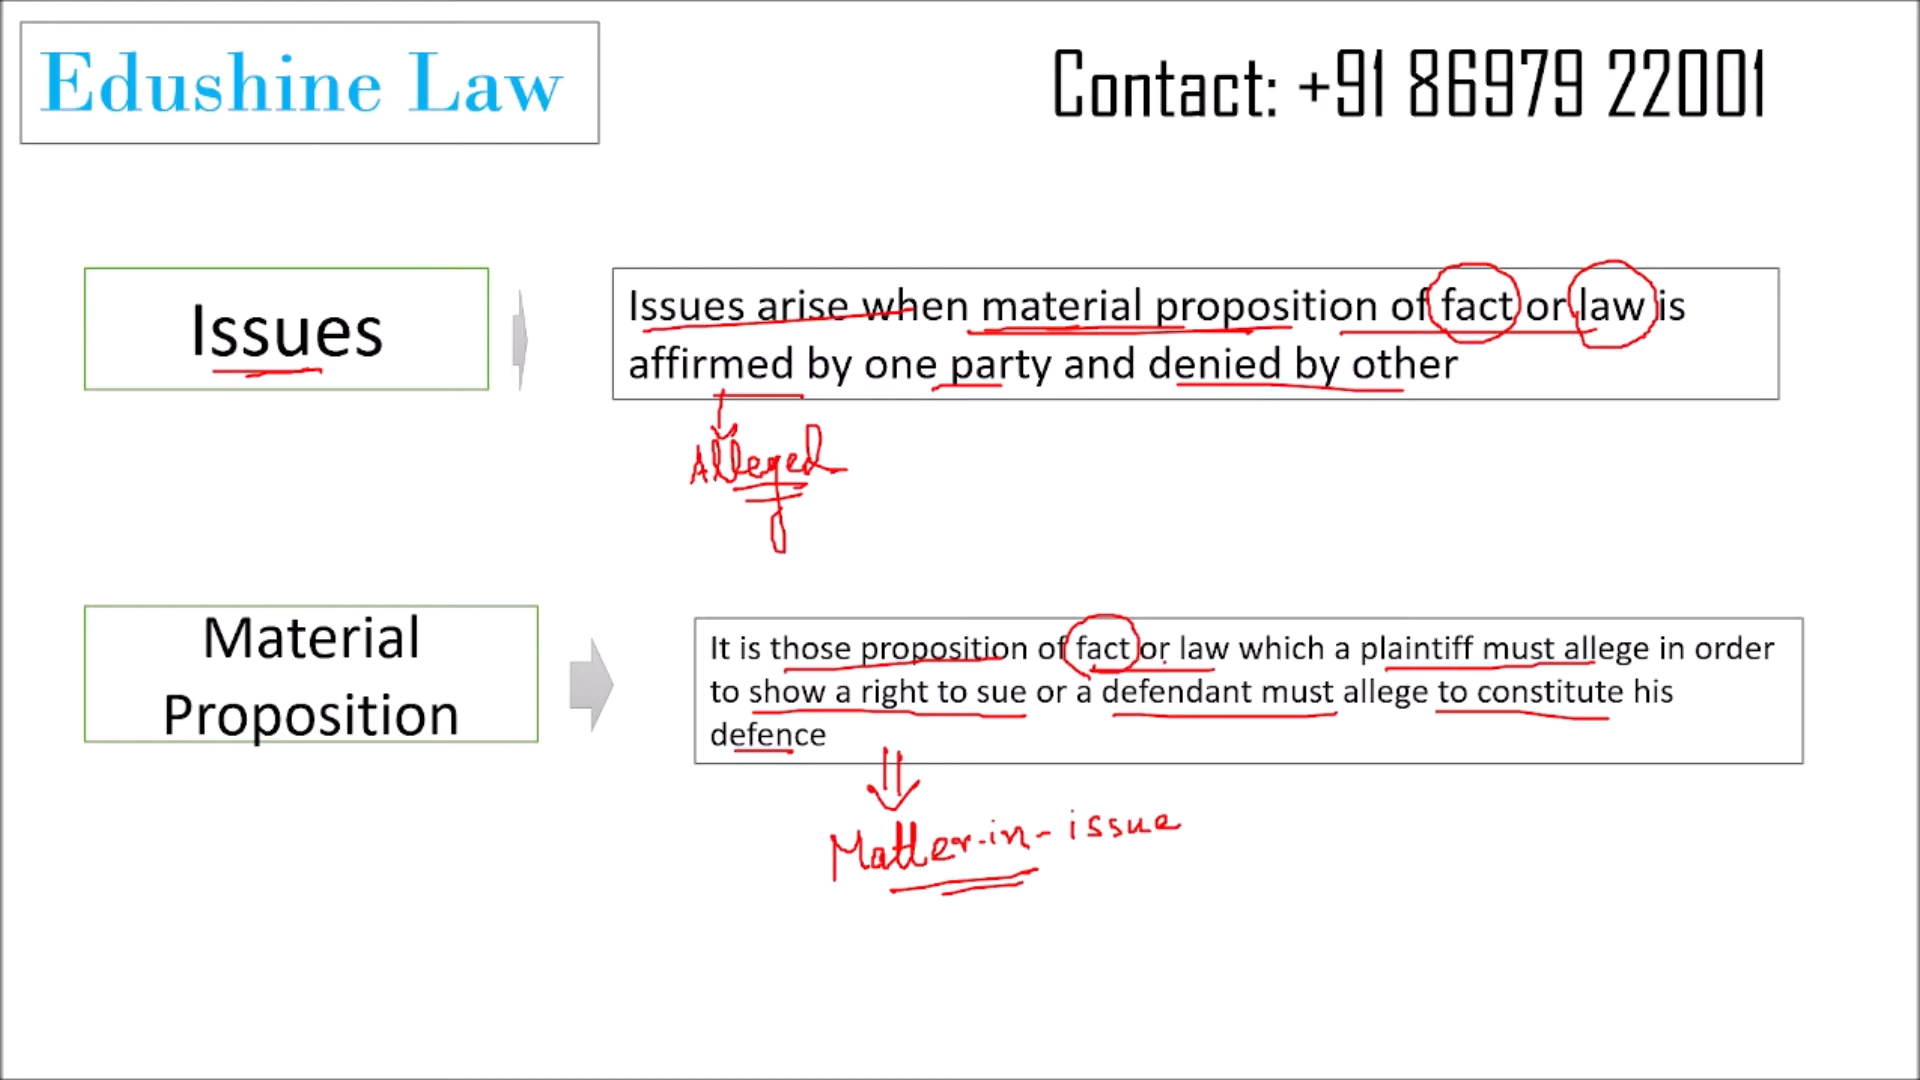 Edushine Law
Contact: +91 86979 22001
Issues
Issues arise when material proposition of fact or law is
affirmed by one party and denied by other
Alleged
Material
Proposition
It is those proposition of fact or law which a plaintiff must allege in order
to show a right to sue or a defendant must allege to constitute his
defence
Matter-in-issue